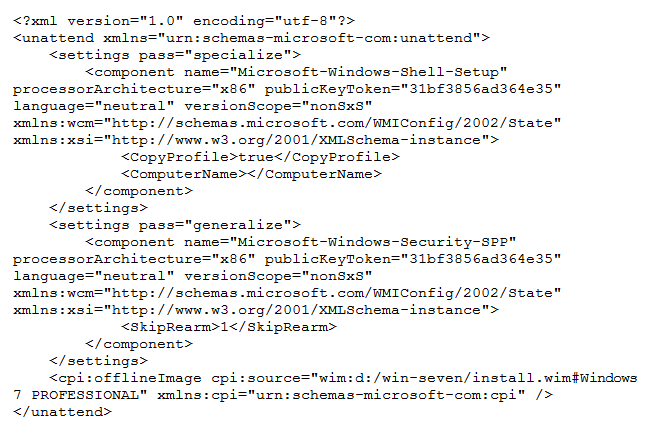 <?xml version="1.0" encoding="utf-8"?>
<unattend xmlns="urn:schemas-microsoft-com:unattend">
    <settings pass="specialize">
        <component name="Microsoft-Windows-Shell-Setup"
processorArchitecture="x86" publicKeyToken="31bf3856ad364e35"
language="neutral" versionScope="nonSxS"
xmlns:wcm="http://schemas.microsoft.com/WMIConfig/2002/State"
xmlns:xsi="http://www.w3.org/2001/XMLSchema-instance">
            <CopyProfile>true</CopyProfile>
            <ComputerName></ComputerName>
        </component>
    </settings>
    <settings pass="generalize">
        <component name="Microsoft-Windows-Security-SPP"
processorArchitecture="x86" publicKeyToken="31bf3856ad364e35"
language="neutral" versionScope="nonSxS"
xmlns:wcm="http://schemas.microsoft.com/WMIConfig/2002/State"
xmlns:xsi="http://www.w3.org/2001/XMLSchema-instance">
            <SkipRearm>1</SkipRearm>
        </component>
    </settings>
    <cpi:offlineImage cpi:source="wim:d:/win-seven/install.wim#Windows
7 PROFESSIONAL" xmlns:cpi="urn:schemas-microsoft-com:cpi" />
</unattend>